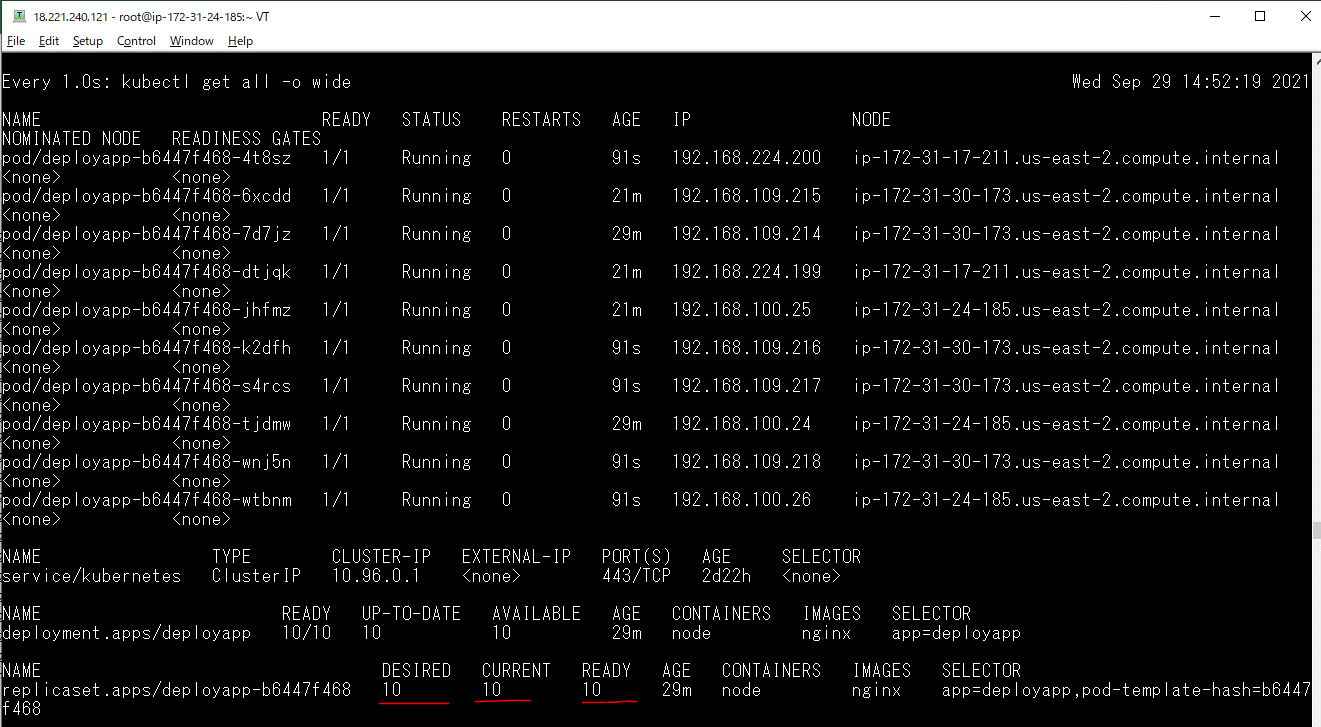 18.221.240.121 - root@ip-172-31-24-185:~ VT
File Edit Setup Control Window Help
Every 1.0s: kubectl get all -o wide Wed Sep 29 14:52:19 2021
NAME READY STATUS RESTARTS AGE IP NODE
NOMINATED NODE READINESS GATES
pod/deployapp-b6447f468-4t8sz 1/1 Running 0 91s 192.168.224.200 ip-172-31-17-211.us-east-2.compute.internal
<none> <none>
pod/deployapp-b6447f468-6xcdd 1/1 Running 0 21m 192.168.109.215 ip-172-31-30-173.us-east-2.compute.internal
<none> <none>
pod/deployapp-b6447f468-7d7jz 1/1 Running 0 29m 192.168.109.214 ip-172-31-30-173.us-east-2.compute.internal
<none> <none>
pod/deployapp-b6447f468-dtjqk 1/1 Running 0 21m 192.168.224.199 ip-172-31-17-211.us-east-2.compute.internal
<none> <none>
pod/deployapp-b6447f468-jhfmz 1/1 Running 0 21m 192.168.100.25 ip-172-31-24-185.us-east-2.compute.internal
<none> <none>
pod/deployapp-b6447f468-k2dfh 1/1 Running 0 91s 192.168.109.216 ip-172-31-30-173.us-east-2.compute.internal
<none> <none>
pod/deployapp-b6447f468-s4rcs 1/1 Running 0 91s 192.168.109.217 ip-172-31-30-173.us-east-2.compute.internal
<none> <none>
pod/deployapp-b6447f468-tjdmw 1/1 Running 0 29m 192.168.100.24 ip-172-31-24-185.us-east-2.compute.internal
<none> <none>
pod/deployapp-b6447f468-wnj5n 1/1 Running 0 91s 192.168.109.218 ip-172-31-30-173.us-east-2.compute.internal
<none> <none>
pod/deployapp-b6447f468-wtbnm 1/1 Running 0 91s 192.168.100.26 ip-172-31-24-185.us-east-2.compute.internal
<none> <none>
NAME TYPE CLUSTER-IP EXTERNAL-IP PORT(S) AGE SELECTOR
service/kubernetes ClusterIP 10.96.0.1 <none> 443/TCP 2d22h <none>
NAME READY UP-TO-DATE AVAILABLE AGE CONTAINERS IMAGES SELECTOR
deployment.apps/deployapp 10/10 10 10 29m node nginx app=deployapp
NAME DESIRED CURRENT READY AGE CONTAINERS IMAGES SELECTOR
replicaset.apps/deployapp-b6447f468 10 10 10 29m node nginx app=deployapp,pod-template-hash=b6447
f468